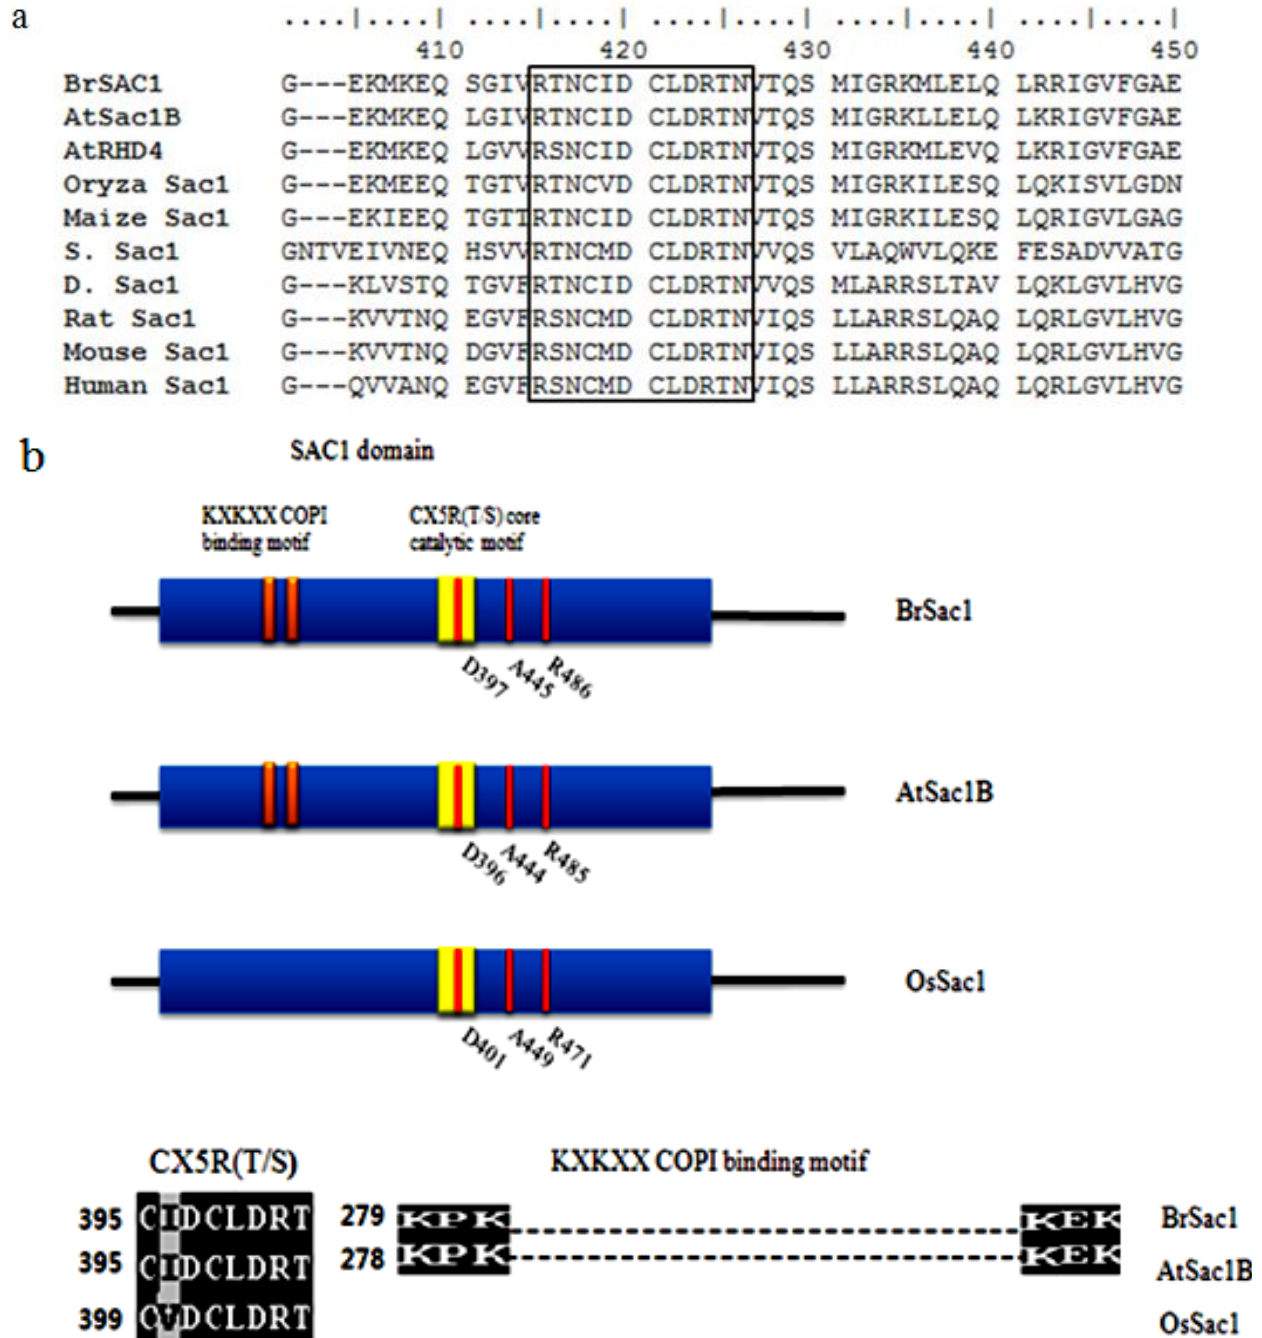 a
....|....| ....|....| ....|....| ....|....| ....|....|
410 420 430 440 450
BrSAC1 G---EKMKEQ SGIVRTNCID CLDRTNVTQS MIGRKMLELQ LRRIGVFGAE
AtSac1B G---EKMKEQ LGIVRTNCID CLDRTNVTQS MIGRKLLELQ LKRIGVFGAE
AtRHD4 G---EKMKEQ LGVVRSNCID CLDRTNVTQS MIGRKMLEVQ LKRIGVFGAE
Oryza Sac1 G---EKMEEQ TGTVRTNCVD CLDRTNVTQS MIGRKILESQ LQKISVLGDN
Maize Sac1 G---EKIEEQ TGTTRTNCID CLDRTNVTQS MIGRKILESQ LQRIGVLGAG
S. Sac1 GNTVEIVNEQ HSVVRTNCMD CLDRTNVVQS VLAQWVLQKE FESADVVATG
D. Sac1 G---KLVSTQ TGVFRTNCID CLDRTNVVQS MLARRSLTAV LQKLGVLHVG
Rat Sac1 G---KVVTNQ EGVFRSNCMD CLDRTNVIQS LLARRSLQAQ LQRLGVLHVG
Mouse Sac1 G---KVVTNQ DGVFRSNCMD CLDRTNVIQS LLARRSLQAQ LQRLGVLHVG
Human Sac1 G---QVVANQ EGVFRSNCMD CLDRTNVIQS LLARRSLQAQ LQRLGVLHVG
b
SAC1 domain
KXKXX COPI
binding motif
CX5R(T/S) core
catalytic motif
BrSac1
D397 A445 R486
AtSac1B
D396 A444 R485
OsSac1
D401 A449 R471
CX5R(T/S) KXKXX COPI binding motif
395 CIDCLDRT 279 KPK KEK BrSac1
395 CIDCLDRT 278 KPK KEK AtSac1B
399 CVDCLDRT OsSac1